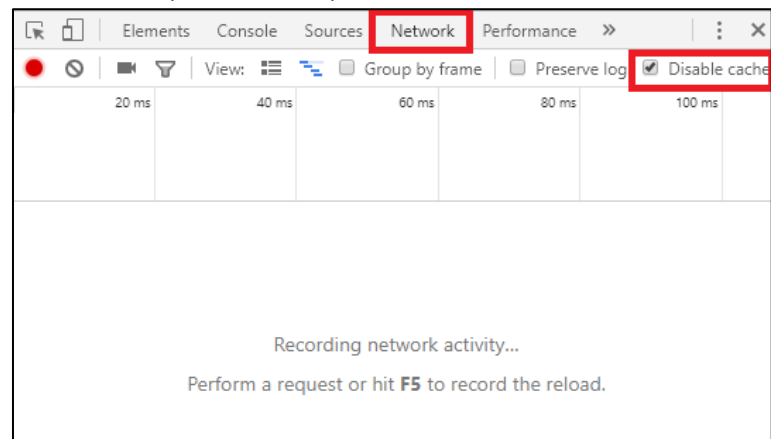 Elements Console Sources Network Performance »
View: Group by frame Preserve log Disable cache
20 ms 40 ms 60 ms 80 ms 100 ms
Recording network activity...
Perform a request or hit F5 to record the reload.